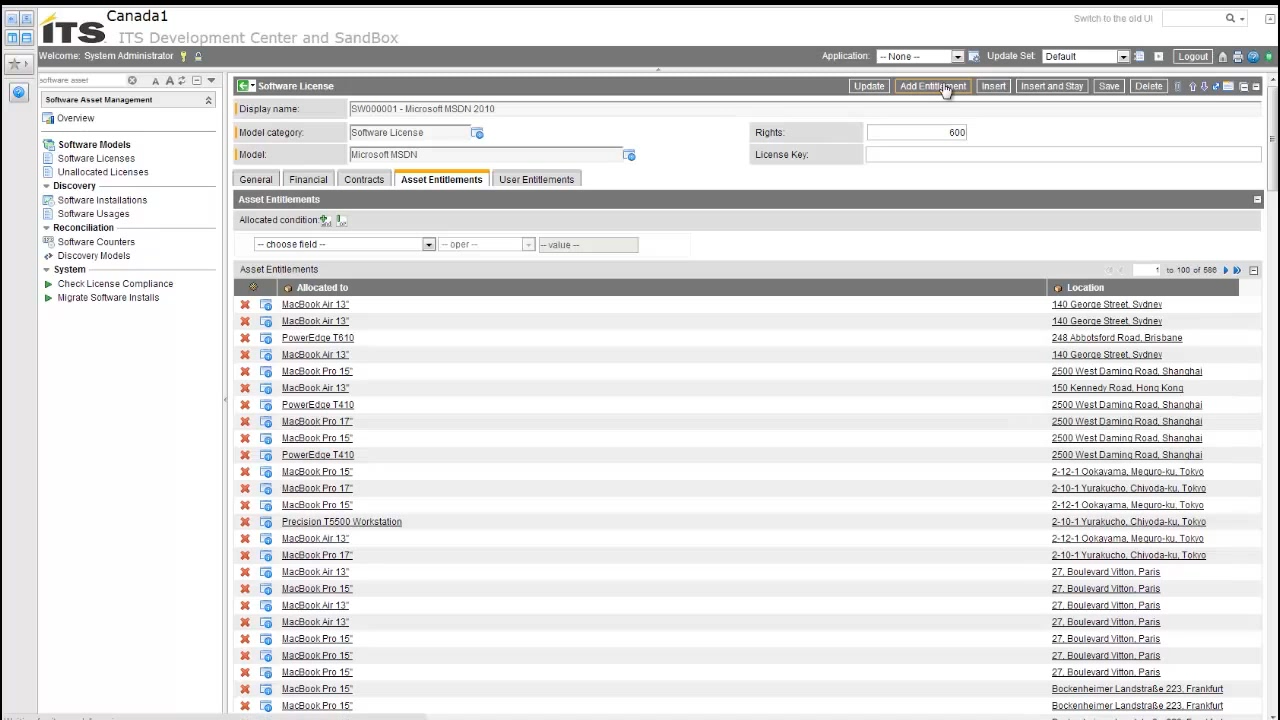 Canada1
Switch to the old UI
ITS
ITS Development Center and SandBox
Welcome: System Administrator
Application: -- None -- Update Set: Default Logout
software asset
Software Asset Management
Overview
Software Models
Software Licenses
Unallocated Licenses
Discovery
Software Installations
Software Usages
Reconciliation
Software Counters
Discovery Models
System
Check License Compliance
Migrate Software Installs
Software License
Update Add Entitlement Insert Insert and Stay Save Delete
Display name: SW000001 - Microsoft MSDN 2010
Model category: Software License Rights: 600
Model: Microsoft MSDN License Key:
General Financial Contracts Asset Entitlements User Entitlements
Asset Entitlements
Allocated condition:
-- choose field -- -- oper -- -- value --
Asset Entitlements 1 to 100 of 586
Allocated to Location
MacBook Air 13" 140 George Street, Sydney
MacBook Air 13" 140 George Street, Sydney
PowerEdge T610 248 Abbotsford Road, Brisbane
MacBook Air 13" 140 George Street, Sydney
MacBook Pro 15" 2500 West Daming Road, Shanghai
MacBook Air 13" 150 Kennedy Road, Hong Kong
PowerEdge T410 2500 West Daming Road, Shanghai
MacBook Pro 17" 2500 West Daming Road, Shanghai
MacBook Pro 15" 2500 West Daming Road, Shanghai
PowerEdge T410 2500 West Daming Road, Shanghai
MacBook Pro 15" 2-12-1 Ookayama, Meguro-ku, Tokyo
MacBook Pro 17" 2-10-1 Yurakucho, Chiyoda-ku, Tokyo
MacBook Pro 15" 2-12-1 Ookayama, Meguro-ku, Tokyo
Precision T5500 Workstation 2-10-1 Yurakucho, Chiyoda-ku, Tokyo
MacBook Air 13" 2-12-1 Ookayama, Meguro-ku, Tokyo
MacBook Pro 17" 2-10-1 Yurakucho, Chiyoda-ku, Tokyo
MacBook Air 13" 27, Boulevard Vitton, Paris
MacBook Pro 15" 27, Boulevard Vitton, Paris
MacBook Air 13" 27, Boulevard Vitton, Paris
MacBook Air 13" 27, Boulevard Vitton, Paris
MacBook Pro 15" 27, Boulevard Vitton, Paris
MacBook Pro 15" 27, Boulevard Vitton, Paris
MacBook Pro 15" 27, Boulevard Vitton, Paris
MacBook Pro 15" Bockenheimer Landstraße 223, Frankfurt
MacBook Pro 15" Bockenheimer Landstraße 223, Frankfurt